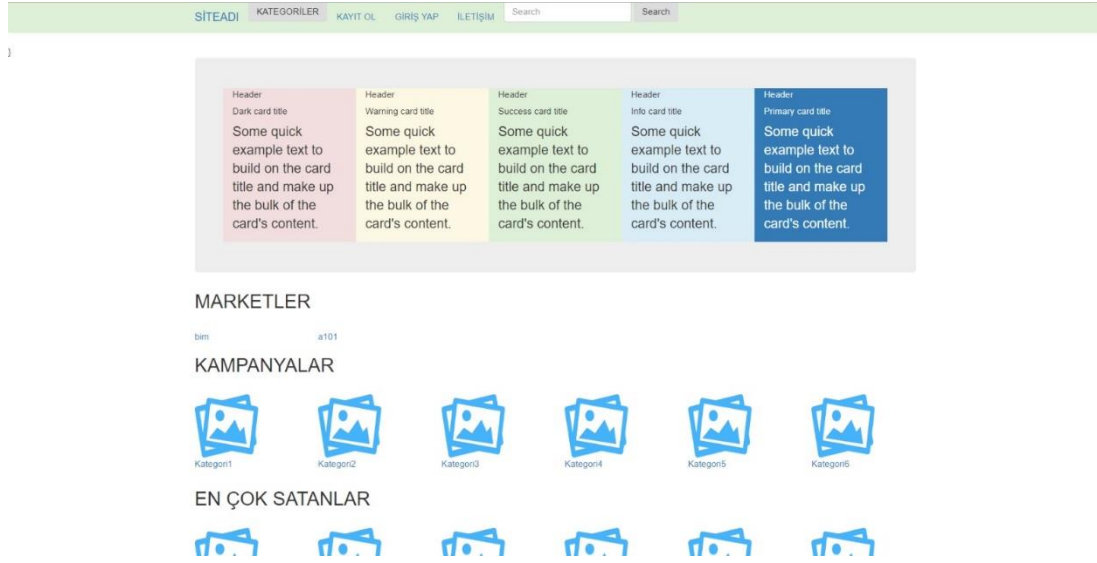 SİTEADI KATEGORİLER KAYIT OL GİRİŞ YAP İLETİŞİM Search Search
}
Header
Dark card title
Some quick
example text to
build on the card
title and make up
the bulk of the
card's content.
Header
Warning card title
Some quick
example text to
build on the card
title and make up
the bulk of the
card's content.
Header
Success card title
Some quick
example text to
build on the card
title and make up
the bulk of the
card's content.
Header
Info card title
Some quick
example text to
build on the card
title and make up
the bulk of the
card's content.
Header
Primary card title
Some quick
example text to
build on the card
title and make up
the bulk of the
card's content.
MARKETLER
bim a101
KAMPANYALAR
Kategori1 Kategori2 Kategori3 Kategori4 Kategori5 Kategori6
EN ÇOK SATANLAR